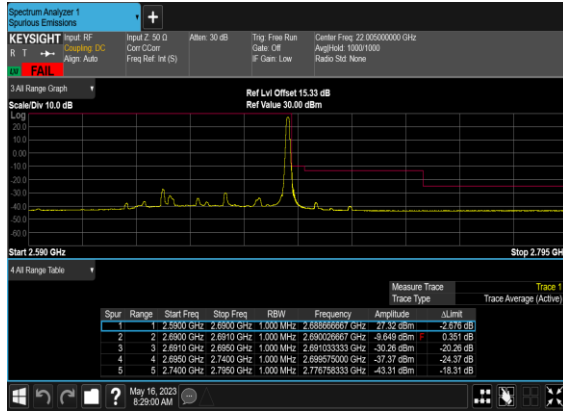 Spectrum Analyzer 1
Spurious Emissions
KEYSIGHT
R T
LXI
FAIL
Input: RF
Coupling: DC
Align: Auto
Input Z: 50 Ω
Corr CCorr
Freq Ref: Int (S)
Atten: 30 dB
Trig: Free Run
Gate: Off
IF Gain: Low
Center Freq: 22.005000000 GHz
Avg|Hold: 1000/1000
Radio Std: None
3 All Range Graph
Scale/Div 10.0 dB
Ref Lvl Offset 15.33 dB
Ref Value 30.00 dBm
Log
20.0
10.0
0.00
-10.0
-20.0
-30.0
-40.0
-50.0
-60.0
Start 2.590 GHz
Stop 2.795 GH
4 All Range Table
Measure Trace Trace 1
Trace Type Trace Average (Active)
Spur Range Start Freq Stop Freq RBW Frequency Amplitude ΔLimit
1 1 2.5900 GHz 2.6900 GHz 1.000 MHz 2.688666667 GHz 27.32 dBm -2.676 dB
2 2 2.6900 GHz 2.6910 GHz 1.000 MHz 2.690026667 GHz -9.649 dBm F 0.351 dB
3 3 2.6910 GHz 2.6950 GHz 1.000 MHz 2.691033333 GHz -30.26 dBm -20.26 dB
4 4 2.6950 GHz 2.7400 GHz 1.000 MHz 2.699575000 GHz -37.37 dBm -24.37 dB
5 5 2.7400 GHz 2.7950 GHz 1.000 MHz 2.776758333 GHz -43.31 dBm -18.31 dB
?
May 16, 2023
8:29:00 AM